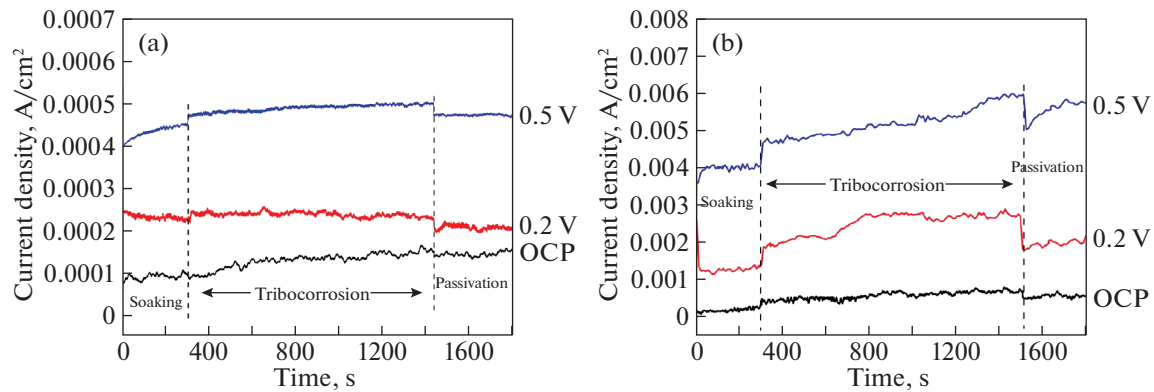 (a)
Current density, A/cm²
0.0007
0.0006
0.0005
0.0004
0.0003
0.0002
0.0001
0
0.5 V
0.2 V
OCP
Soaking
Tribocorrosion
Passivation
0 400 800 1200 1600
Time, s
(b)
Current density, A/cm²
0.007
0.006
0.005
0.004
0.003
0.002
0.001
0
0.5 V
0.2 V
OCP
Soaking
Tribocorrosion
Passivation
0 400 800 1200 1600
Time, s